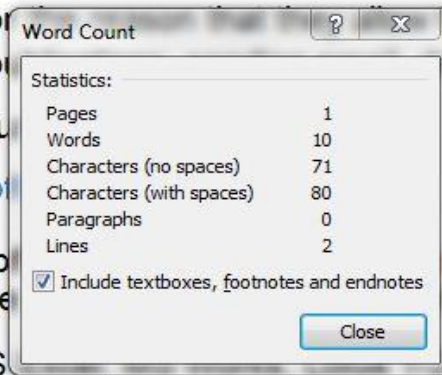 Word Count
Statistics:
Pages 1
Words 10
Characters (no spaces) 71
Characters (with spaces) 80
Paragraphs 0
Lines 2
Include textboxes, footnotes and endnotes
Close